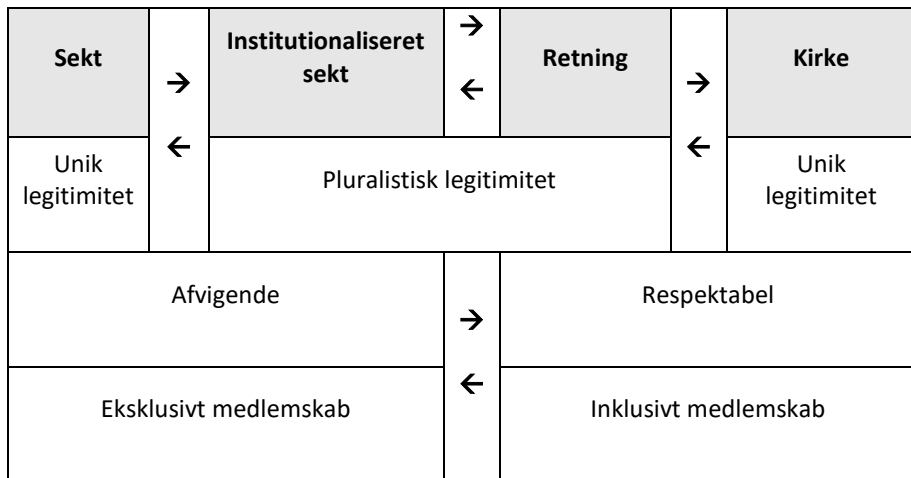 Sekt
→
←
Institutionaliseret
sekt
→
←
Retning
→
←
Kirke
Unik
legitimitet
Pluralistisk legitimitet
Unik
legitimitet
Afvigende
→
←
Respektabel
Eksklusivt medlemskab
Inklusivt medlemskab